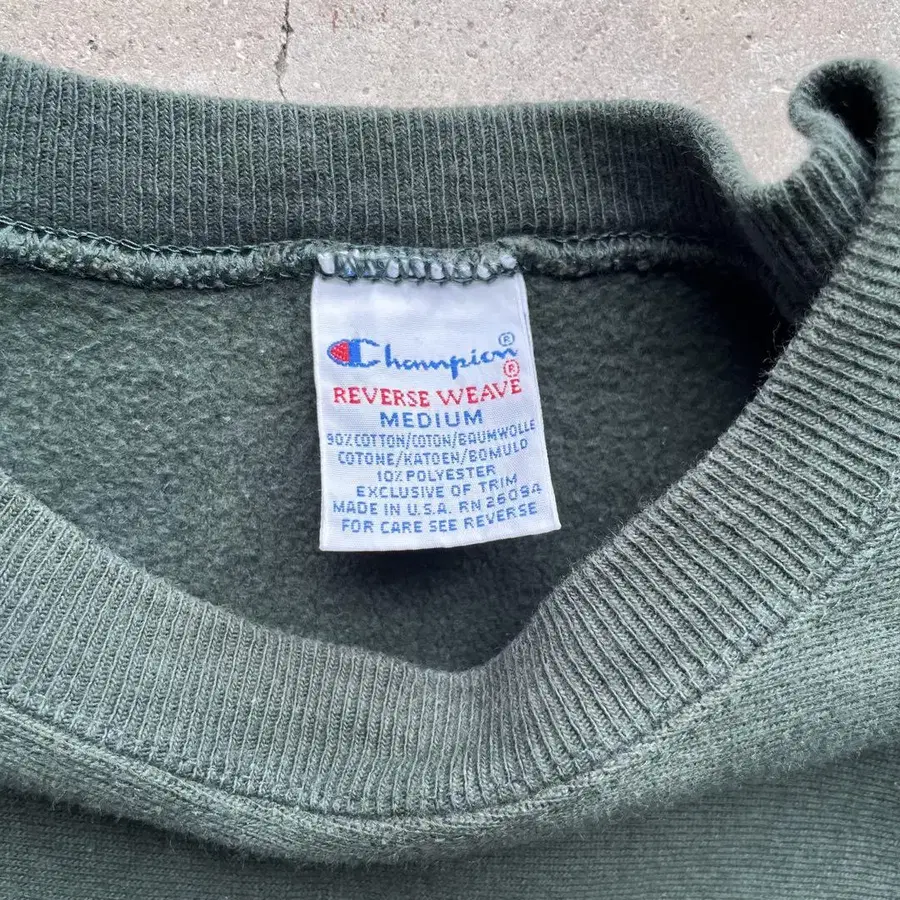 Champion®
REVERSE WEAVE®
MEDIUM
90% COTTON/COTON/BAUMWOLLE
COTONE/KATOEN/BOMULD
10% POLYESTER
EXCLUSIVE OF TRIM
MADE IN U.S.A. RN 26094
FOR CARE SEE REVERSE